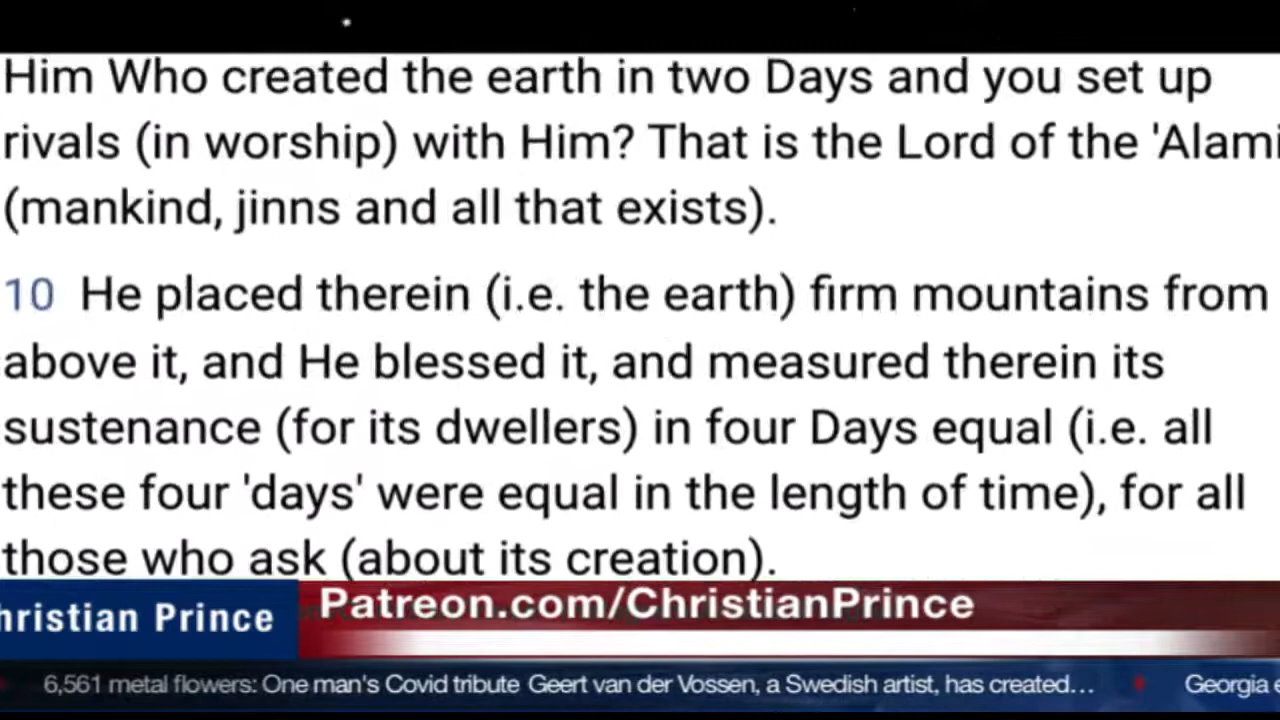 Him Who created the earth in two Days and you set up
rivals (in worship) with Him? That is the Lord of the 'Alami
(mankind, jinns and all that exists).
10 He placed therein (i.e. the earth) firm mountains from
above it, and He blessed it, and measured therein its
sustenance (for its dwellers) in four Days equal (i.e. all
these four 'days' were equal in the length of time), for all
those who ask (about its creation).
hristian Prince
Patreon.com/ChristianPrince
6,561 metal flowers: One man's Covid tribute Geert van der Vossen, a Swedish artist, has created... Georgia e